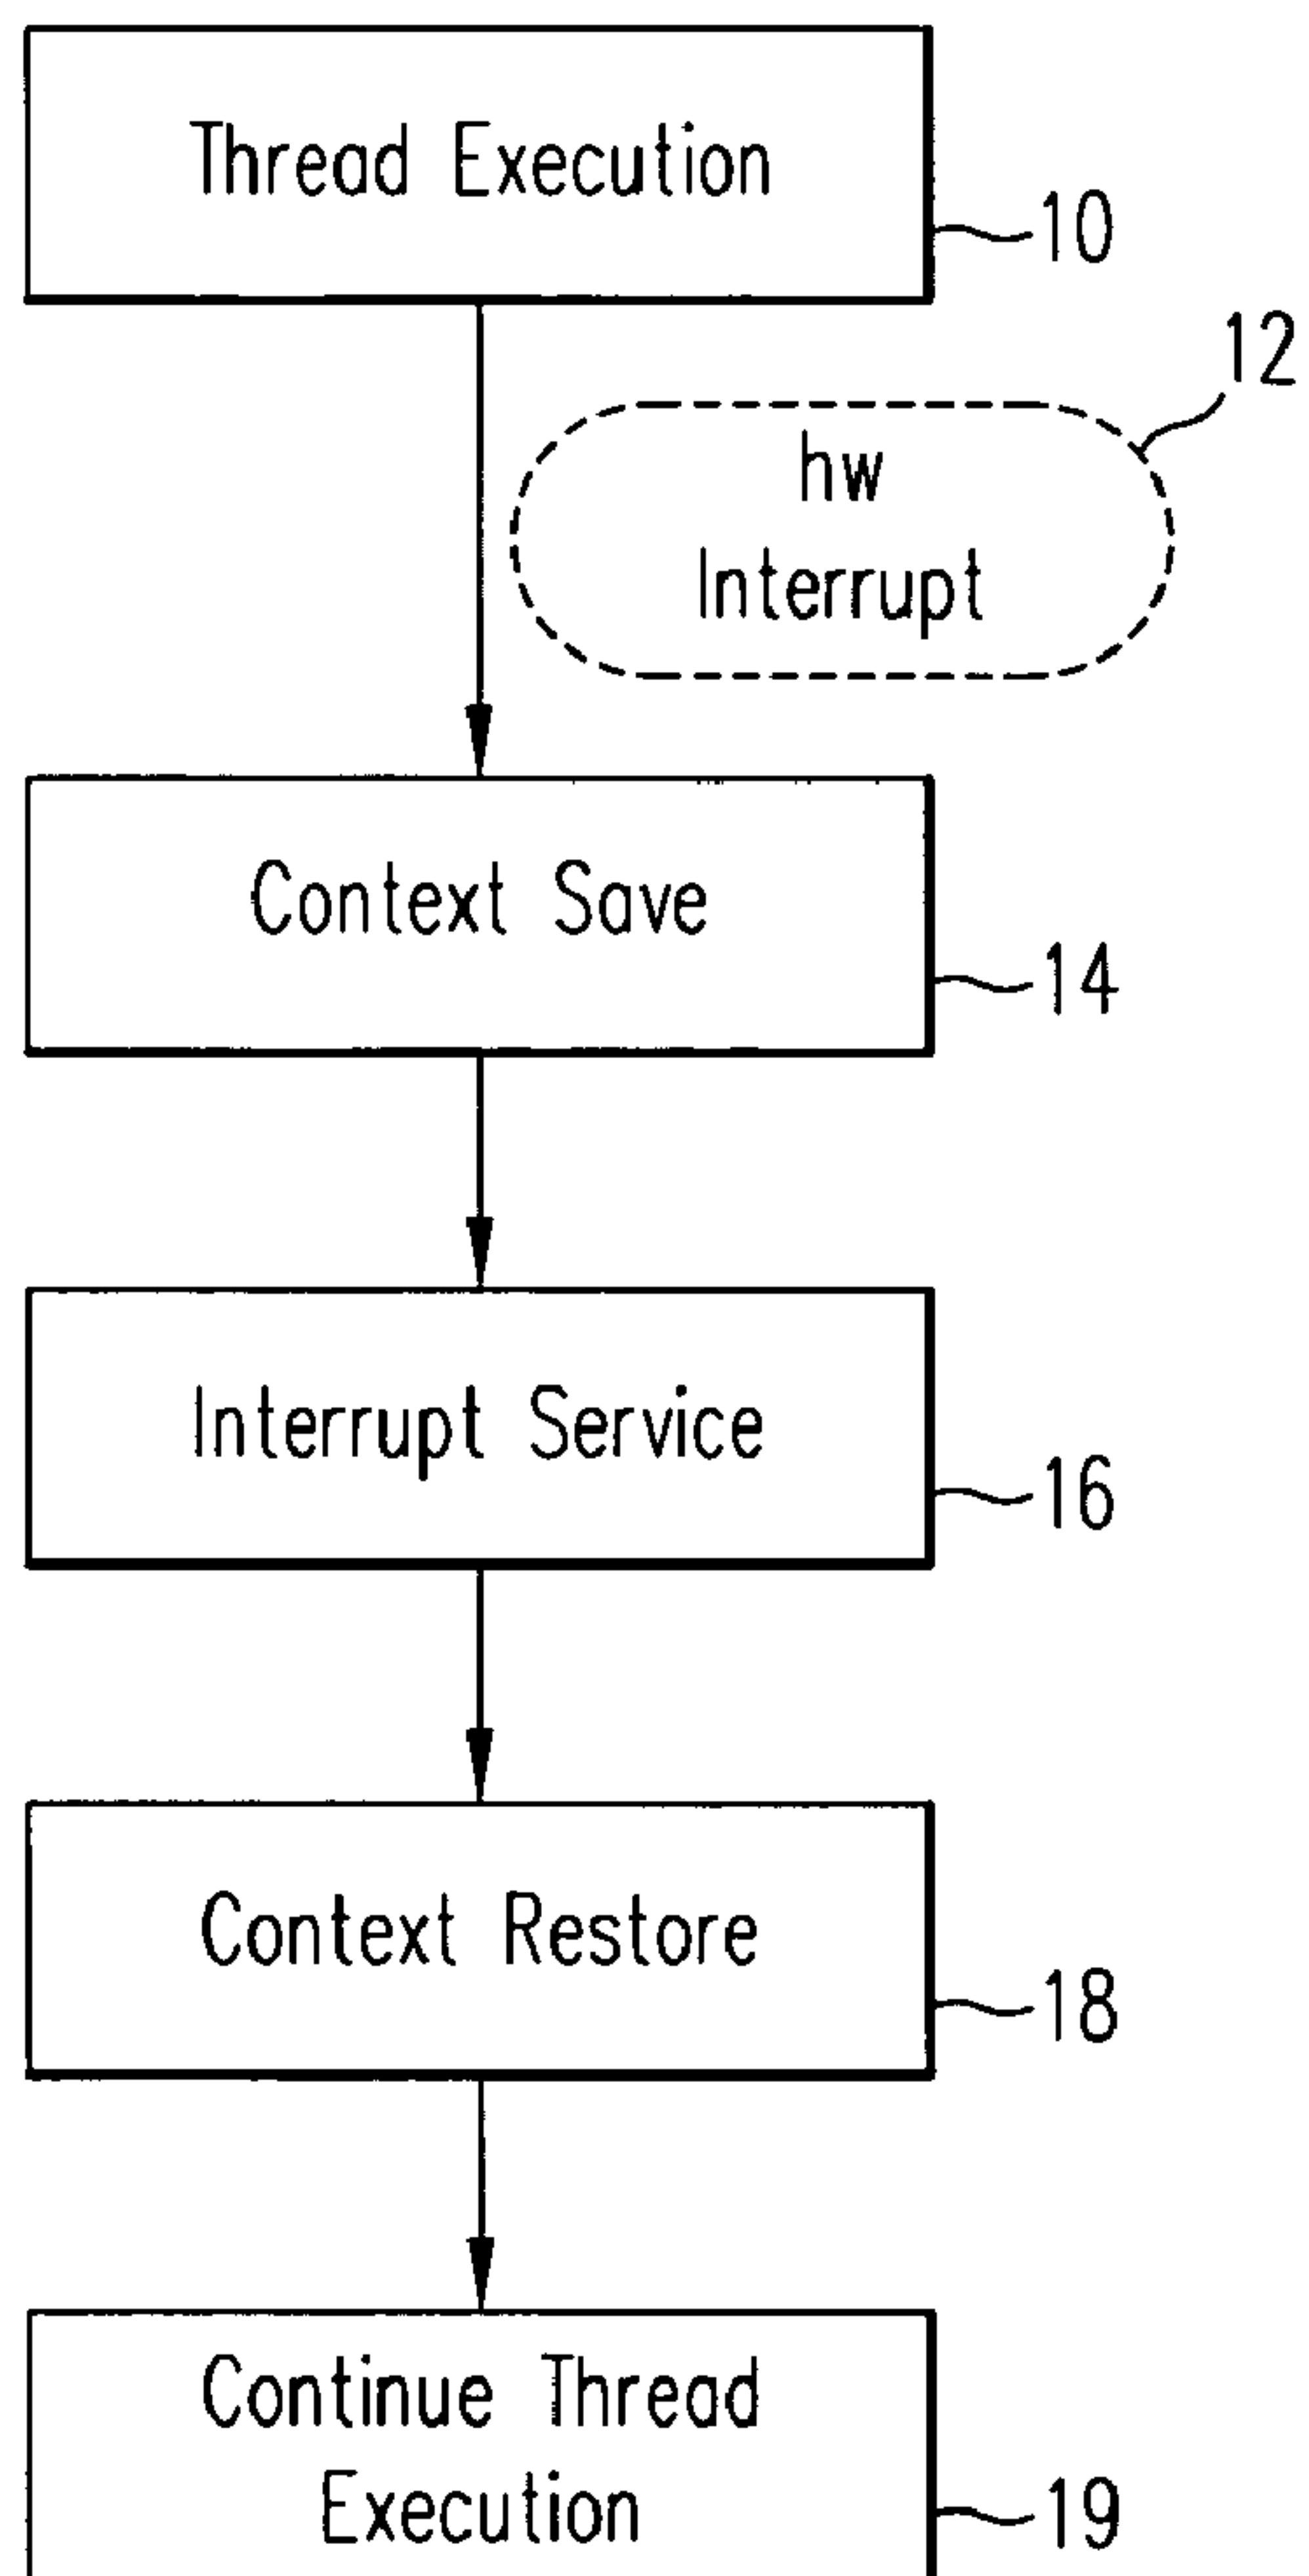 Thread Execution
10
12
hw
Interrupt
Context Save
14
Interrupt Service
16
Context Restore
18
Continue Thread
Execution
19